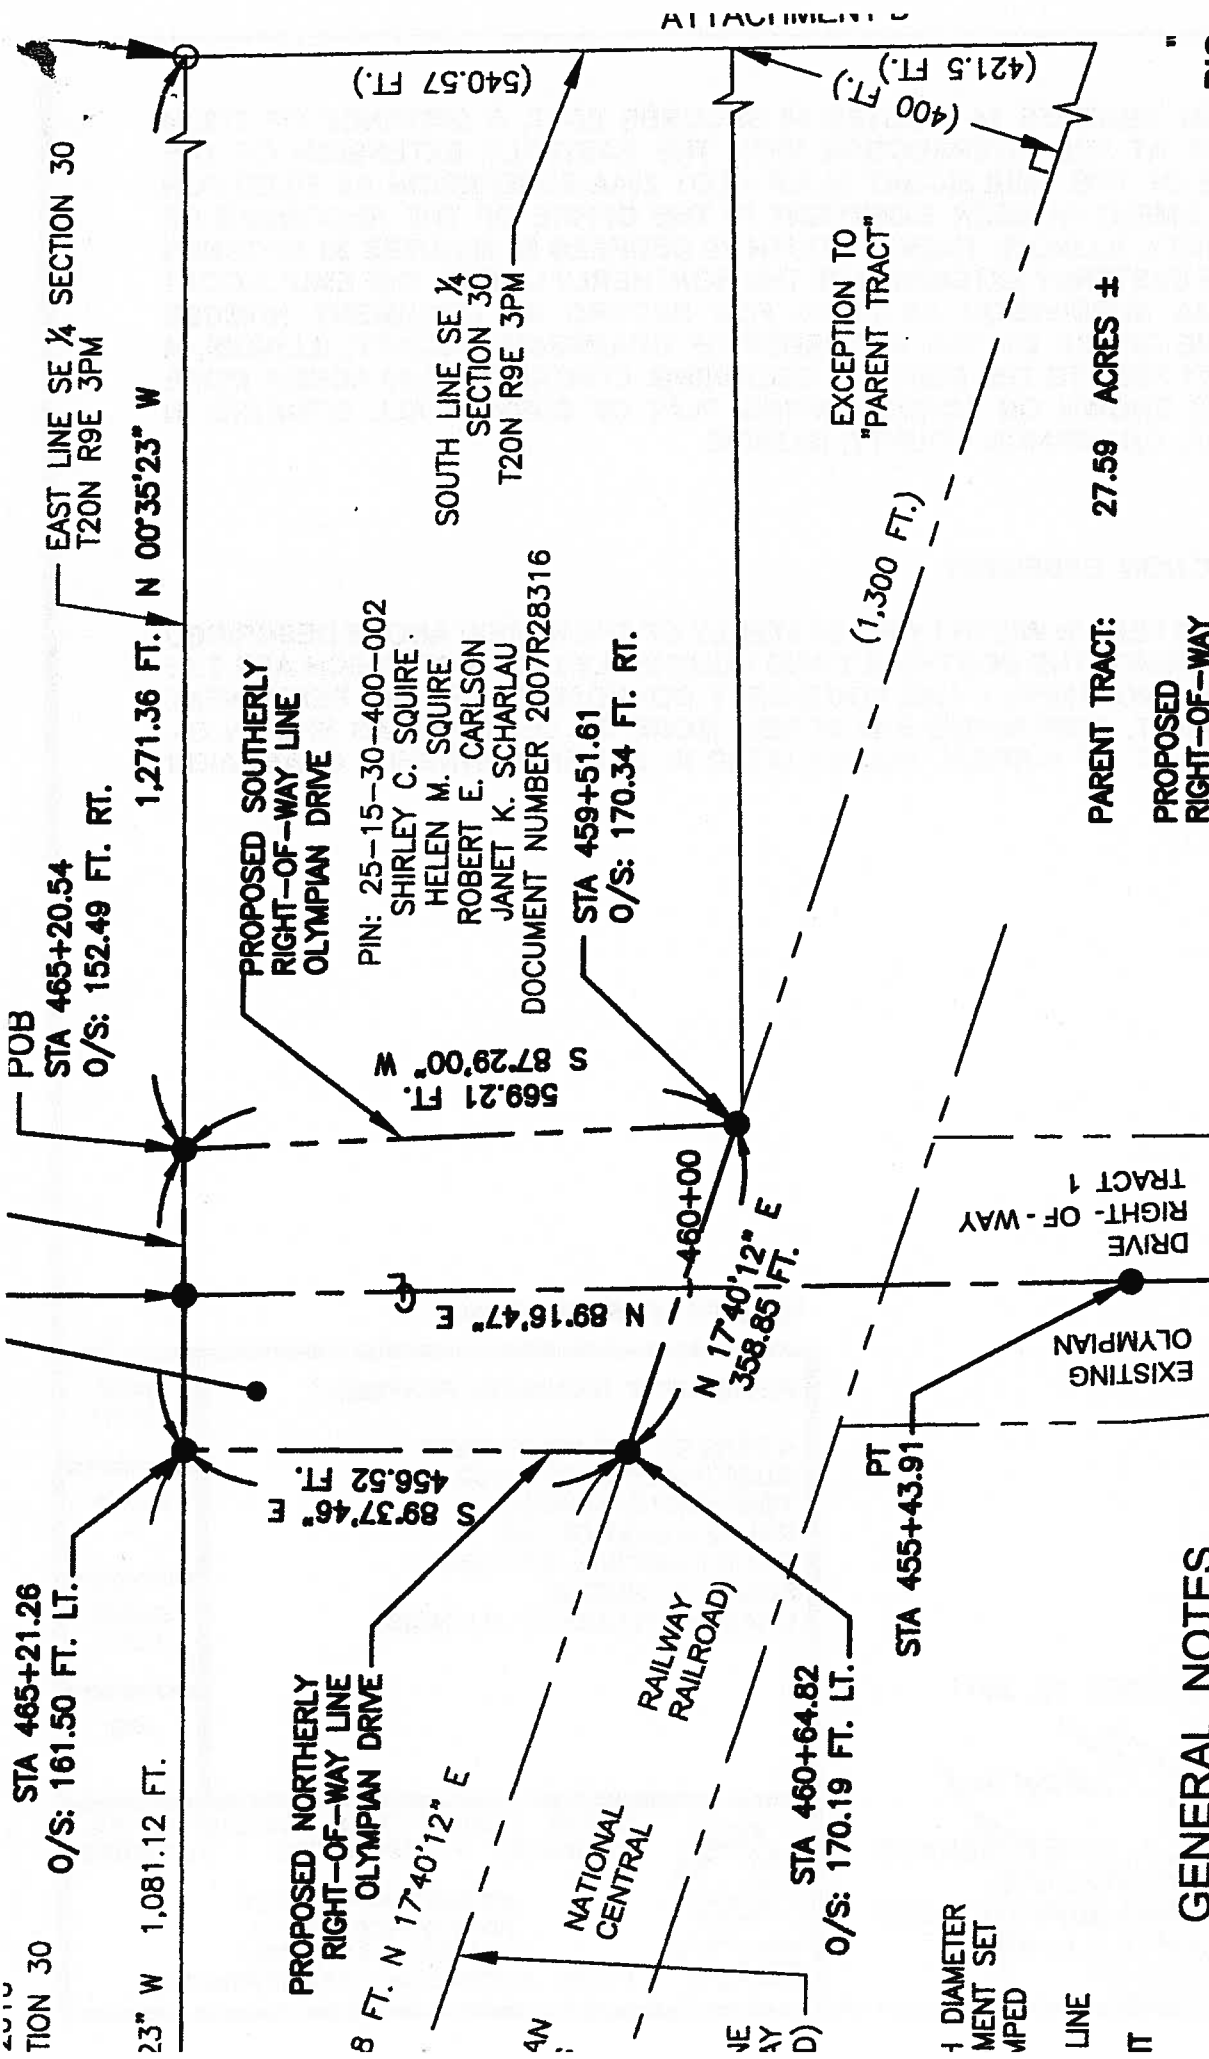 EAST LINE SE ¼ SECTION 30
T20N R9E 3PM
1,271.36 FT. N 00°35'23" W
(540.57 FT.)
(421.5 FT.)
(400 FT.)
SOUTH LINE SE ¼
SECTION 30
T20N R9E 3PM
EXCEPTION TO
"PARENT TRACT"
27.59 ACRES ±
PARENT TRACT:
PROPOSED
RIGHT-OF-WAY
(1,300 FT.)
POB
STA 465+20.54
O/S: 152.49 FT. RT.
PROPOSED SOUTHERLY
RIGHT-OF-WAY LINE
OLYMPIAN DRIVE
PIN: 25-15-30-400-002
SHIRLEY C. SQUIRE
HELEN M. SQUIRE
ROBERT E. CARLSON
JANET K. SCHARLAU
DOCUMENT NUMBER 2007R28316
STA 459+51.61
O/S: 170.34 FT. RT.
S 87°29'00" W
569.21 FT.
460+00
N 17°40'12" E
358.85 FT.
N 89°16'47" E
EXISTING
OLYMPIAN
DRIVE
RIGHT-OF-WAY
TRACT 1
PT
STA 455+43.91
S 89°37'46" E
456.52 FT.
STA 465+21.26
O/S: 161.50 FT. LT.
TION 30
23" W 1,081.12 FT.
PROPOSED NORTHERLY
RIGHT-OF-WAY LINE
OLYMPIAN DRIVE
8 FT. N 17°40'12" E
NATIONAL RAILWAY
CENTRAL RAILROAD)
STA 460+64.82
O/S: 170.19 FT. LT.
DIAMETER
MENT SET
MPED
LINE
GENERAL NOTES